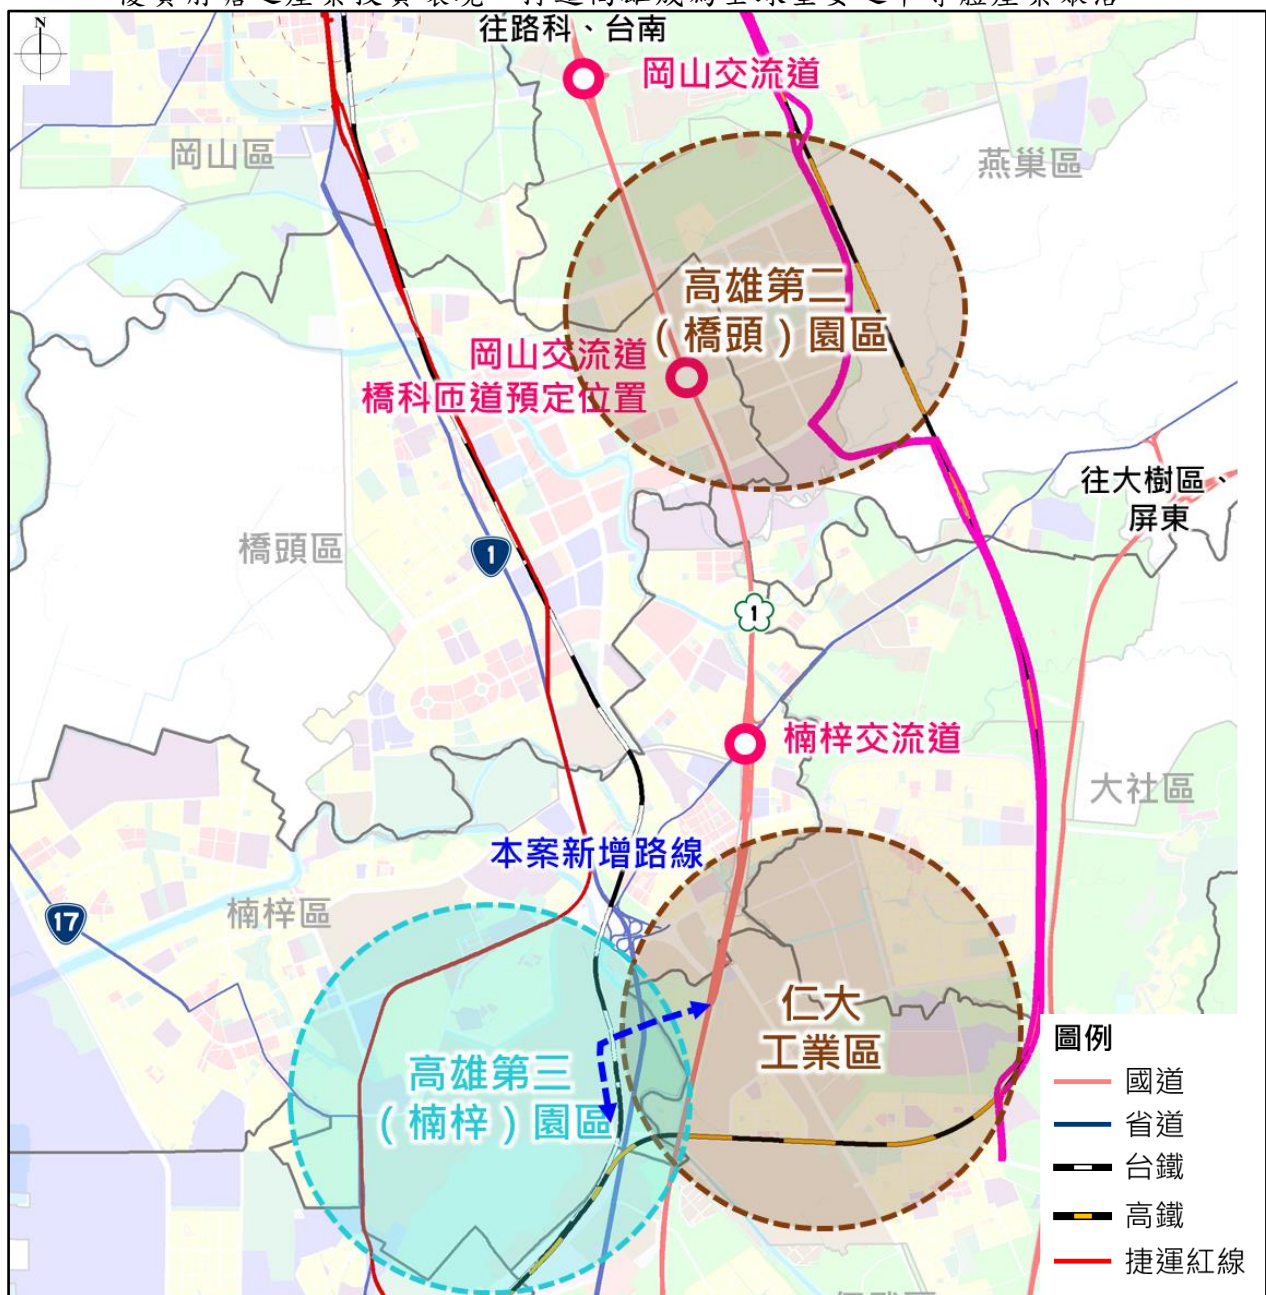 往路科、台南
岡山交流道
岡山區
燕巢區
高雄第二
（橋頭）園區
岡山交流道
橋科匝道預定位置
往大樹區、
屏東
橋頭區
1
1
楠梓交流道
大社區
本案新增路線
楠梓區
17
仁大
工業區
高雄第三
（楠梓）園區
圖例
國道
省道
台鐵
高鐵
捷運紅線
N